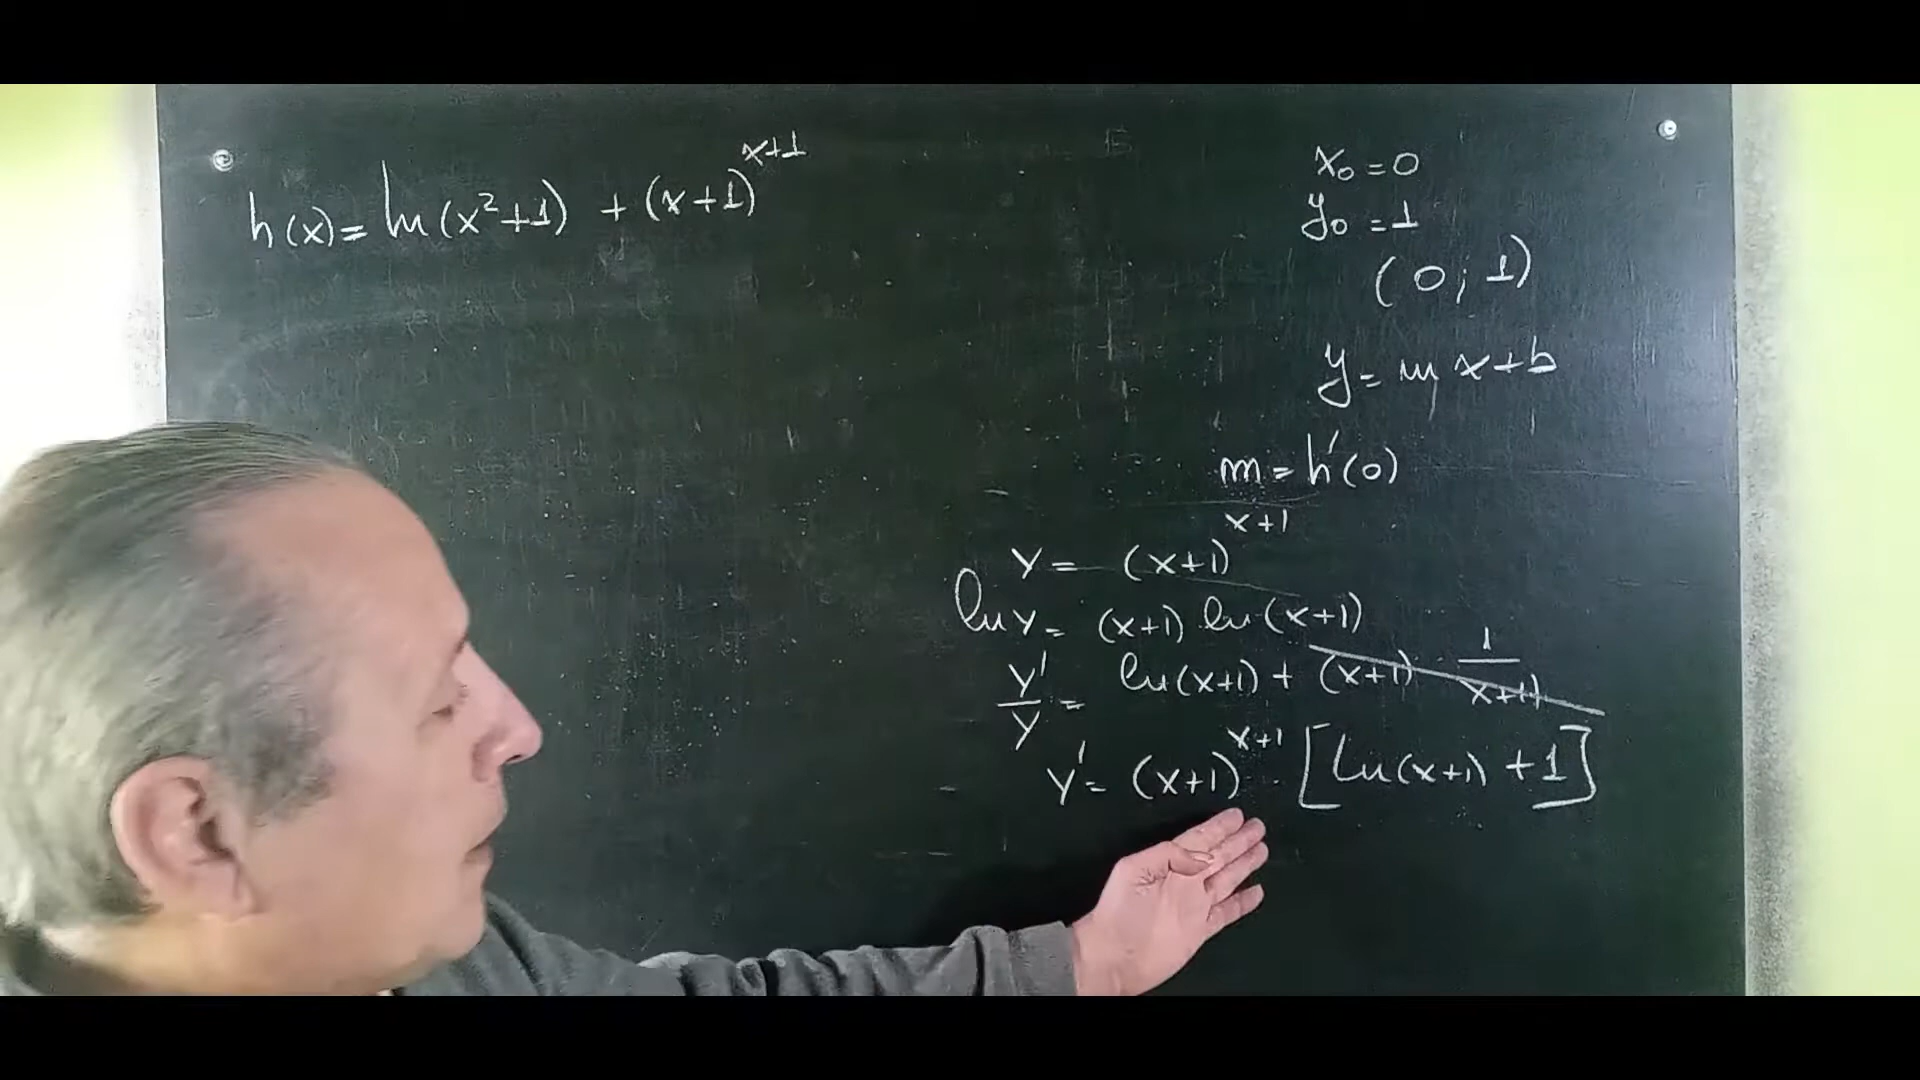 h(x)= ln(x²+1) + (x+1)^{x+1}
x₀ = 0
y₀ = 1
(0; 1)
y = mx+b
m = h'(0)
y = (x+1)^{x+1}
ln y = (x+1) ln(x+1)
y'/y = ln(x+1) + (x+1) · 1/(x+1)
y' = (x+1)^{x+1} · [ln(x+1) + 1]